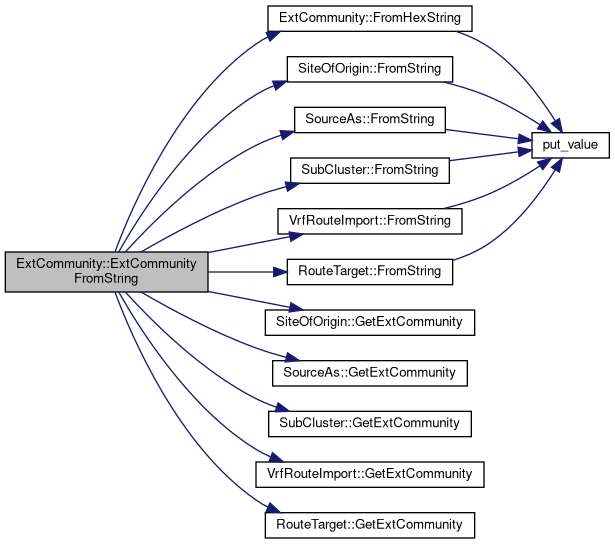 ExtCommunity::FromHexString
SiteOfOrigin::FromString
SourceAs::FromString
put_value
SubCluster::FromString
VrfRouteImport::FromString
ExtCommunity::ExtCommunity
FromString
RouteTarget::FromString
SiteOfOrigin::GetExtCommunity
SourceAs::GetExtCommunity
SubCluster::GetExtCommunity
VrfRouteImport::GetExtCommunity
RouteTarget::GetExtCommunity